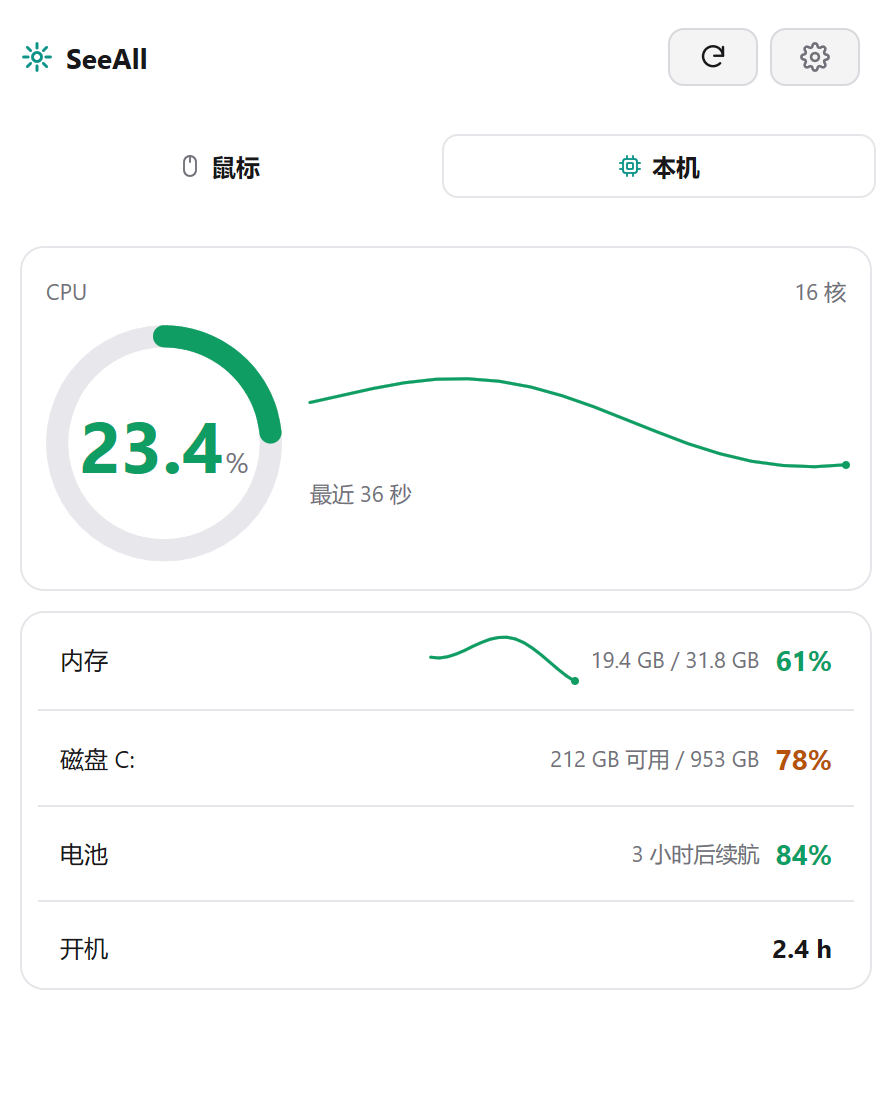 SeeAll
鼠标
本机
CPU
16 核
23.4%
最近 36 秒
内存
19.4 GB / 31.8 GB
61%
磁盘 C:
212 GB 可用 / 953 GB
78%
电池
3 小时后续航
84%
开机
2.4 h